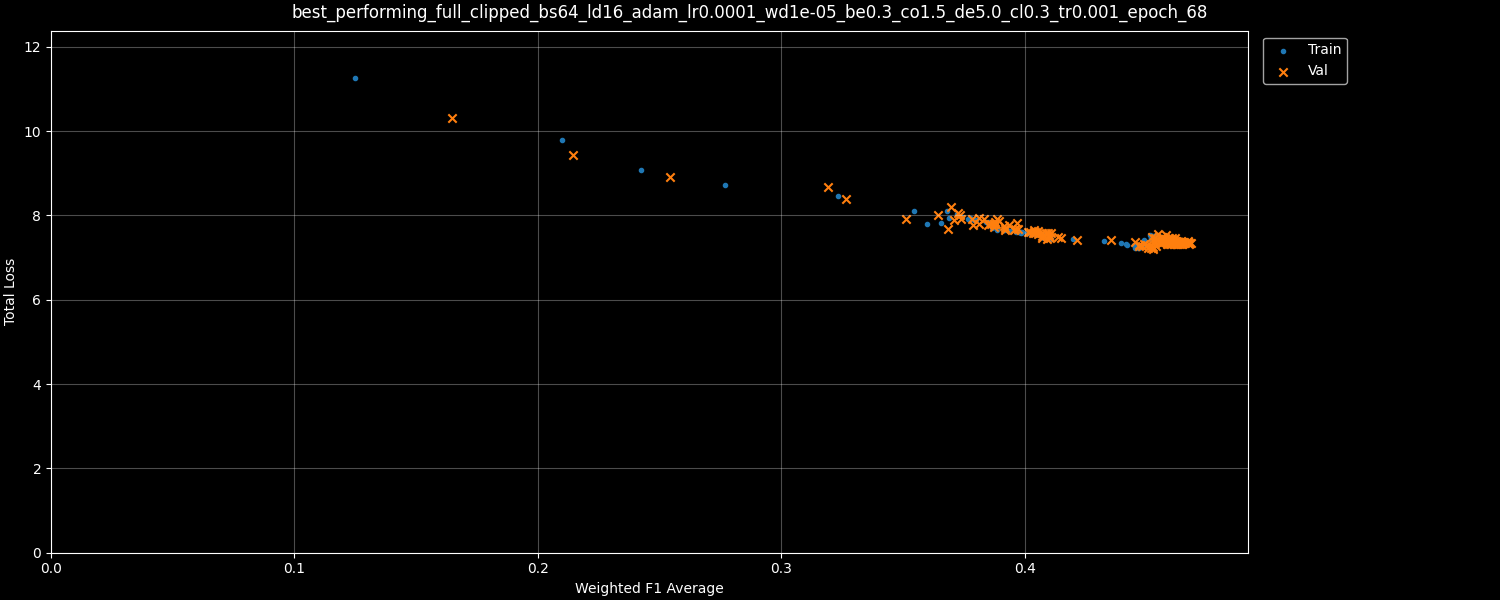 best_performing_full_clipped_bs64_ld16_adam_lr0.0001_wd1e-05_be0.3_co1.5_de5.0_cl0.3_tr0.001_epoch_68
Train
Val
12
10
8
6
4
2
0
Total Loss
0.0 0.1 0.2 0.3 0.4
Weighted F1 Average